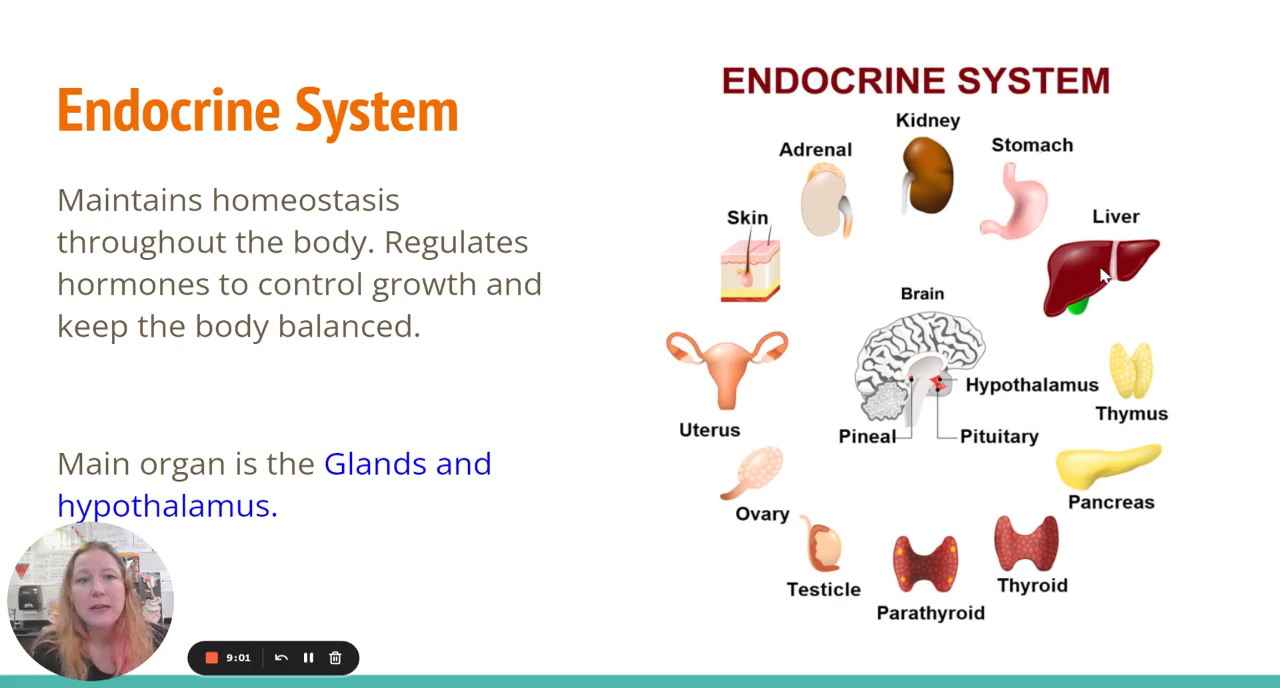 Endocrine System
Maintains homeostasis
throughout the body. Regulates
hormones to control growth and
keep the body balanced.
Main organ is the Glands and
hypothalamus.
ENDOCRINE SYSTEM
Kidney
Adrenal
Stomach
Skin
Liver
Brain
Hypothalamus
Thymus
Uterus
Pineal
Pituitary
Pancreas
Ovary
Testicle
Thyroid
Parathyroid
9:01